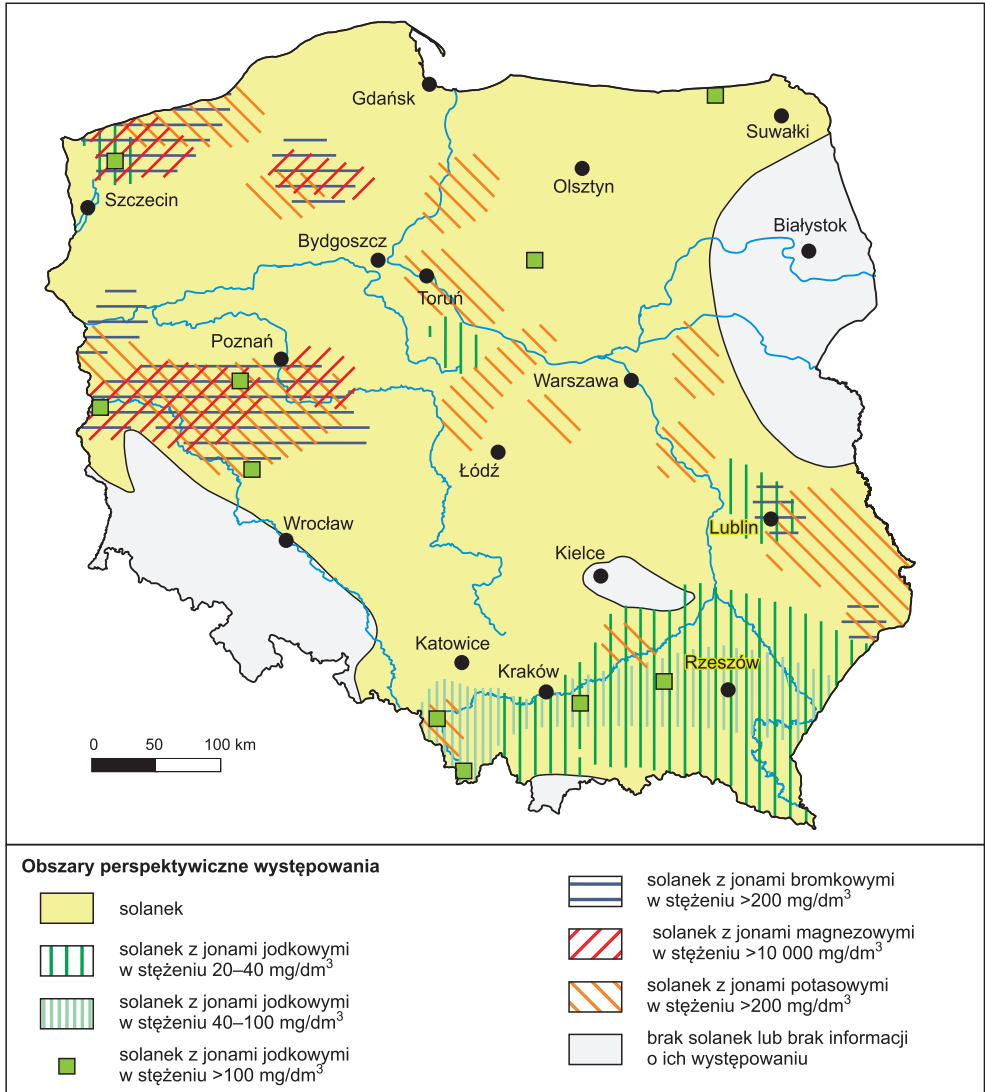 Gdańsk
Suwałki
Olsztyn
Szczecin
Białystok
Bydgoszcz
Toruń
Poznań
Warszawa
Łódź
Lublin
Wrocław
Kielce
Katowice
Kraków
Rzeszów
0 50 100 km
Obszary perspektywiczne występowania
solanek
solanek z jonami jodkowymi
w stężeniu 20–40 mg/dm³
solanek z jonami jodkowymi
w stężeniu 40–100 mg/dm³
solanek z jonami jodkowymi
w stężeniu >100 mg/dm³
solanek z jonami bromkowymi
w stężeniu >200 mg/dm³
solanek z jonami magnezowymi
w stężeniu >10 000 mg/dm³
solanek z jonami potasowymi
w stężeniu >200 mg/dm³
brak solanek lub brak informacji
o ich występowaniu